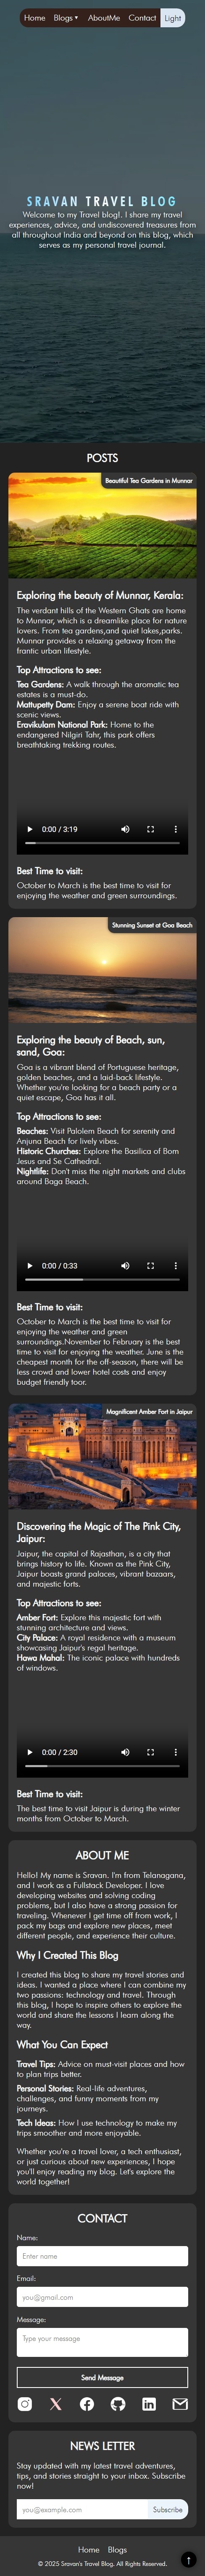 Home Blogs ▾ AboutMe Contact Light
SRAVAN TRAVEL BLOG
Welcome to my Travel blog!. I share my travel
experiences, advice, and undiscovered treasures from
all throughout India and beyond on this blog, which
serves as my personal travel journal.
POSTS
Beautiful Tea Gardens in Munnar
Exploring the beauty of Munnar, Kerala:
The verdant hills of the Western Ghats are home
to Munnar, which is a dreamlike place for nature
lovers. From tea gardens,and quiet lakes,parks.
Munnar provides a relaxing getaway from the
frantic urban lifestyle.
Top Attractions to see:
Tea Gardens: A walk through the aromatic tea
estates is a must-do.
Mattupetty Dam: Enjoy a serene boat ride with
scenic views.
Eravikulam National Park: Home to the
endangered Nilgiri Tahr, this park offers
breathtaking trekking routes.
0:00 / 3:19
Best Time to visit:
October to March is the best time to visit for
enjoying the weather and green surroundings.
Stunning Sunset at Goa Beach
Exploring the beauty of Beach, sun,
sand, Goa:
Goa is a vibrant blend of Portuguese heritage,
golden beaches, and a laid-back lifestyle.
Whether you're looking for a beach party or a
quiet escape, Goa has it all.
Top Attractions to see:
Beaches: Visit Palolem Beach for serenity and
Anjuna Beach for lively vibes.
Historic Churches: Explore the Basilica of Bom
Jesus and Se Cathedral.
Nightlife: Don't miss the night markets and clubs
around Baga Beach.
0:00 / 0:33
Best Time to visit:
October to March is the best time to visit for
enjoying the weather and green
surroundings.November to February is the best
time to visit for enjoying the weather. June is the
cheapest month for the off-season, there will be
less crowd and lower hotel costs and enjoy
budget friendly toor.
Magnificent Amber Fort in Jaipur
Discovering the Magic of The Pink City,
Jaipur:
Jaipur, the capital of Rajasthan, is a city that
brings history to life. Known as the Pink City,
Jaipur boasts grand palaces, vibrant bazaars,
and majestic forts.
Top Attractions to see:
Amber Fort: Explore this majestic fort with
stunning architecture and views.
City Palace: A royal residence with a museum
showcasing Jaipur's regal heritage.
Hawa Mahal: The iconic palace with hundreds
of windows.
0:00 / 2:30
Best Time to visit:
The best time to visit Jaipur is during the winter
months from October to March.
ABOUT ME
Hello! My name is Sravan. I'm from Telanagana,
and I work as a Fullstack Developer. I love
developing websites and solving coding
problems, but I also have a strong passion for
traveling. Whenever I get time off from work, I
pack my bags and explore new places, meet
different people, and experience their culture.
Why I Created This Blog
I created this blog to share my travel stories and
ideas. I wanted a place where I can combine my
two passions: technology and travel. Through
this blog, I hope to inspire others to explore the
world and share the lessons I learn along the
way.
What You Can Expect
Travel Tips: Advice on must-visit places and how
to plan trips better.
Personal Stories: Real-life adventures,
challenges, and funny moments from my
journeys.
Tech Ideas: How I use technology to make my
trips smoother and more enjoyable.
Whether you're a travel lover, a tech enthusiast,
or just curious about new experiences, I hope
you'll enjoy reading my blog. Let's explore the
world together!
CONTACT
Name:
Enter name
Email:
you@gmail.com
Message:
Type your message
Send Message
NEWS LETTER
Stay updated with my latest travel adventures,
tips, and stories straight to your inbox. Subscribe
now!
you@example.com Subscribe
Home Blogs
© 2025 Sravan's Travel Blog. All Rights Reserved.